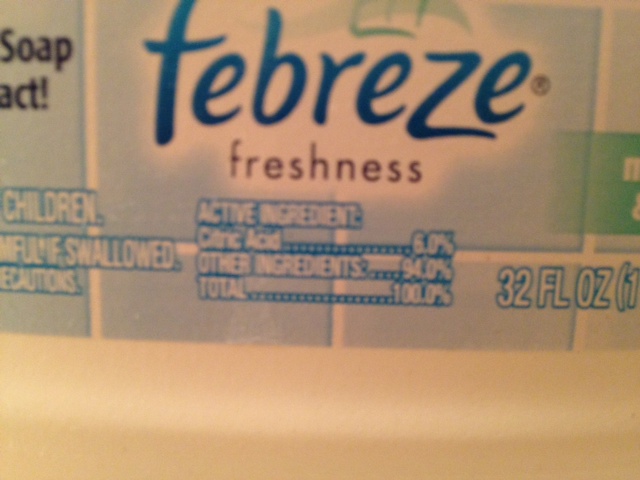 Soap
act!
febreze®
freshness
CHILDREN.
IF SWALLOWED.
ACTIVE INGREDIENT:
Citric Acid....................6.0%
OTHER INGREDIENTS:.....94.0%
TOTAL.........................100.0%
32 FL OZ (1